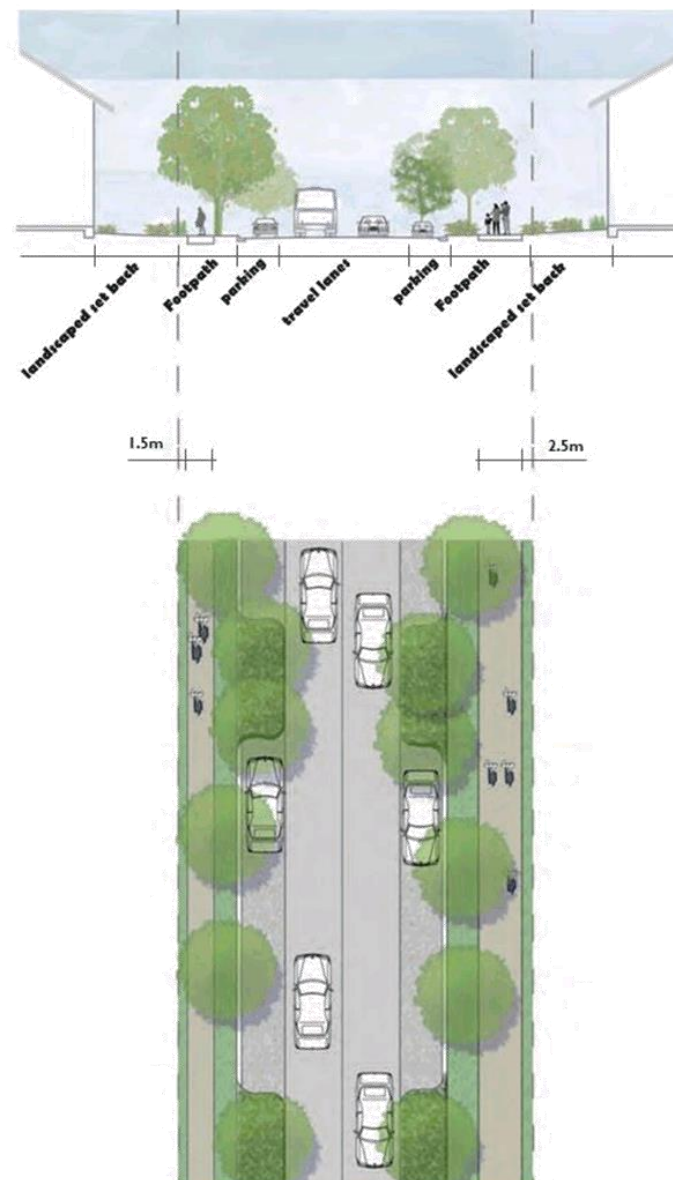 landscaped set back
Footpath
parking
travel lanes
parking
Footpath
landscaped set back
1.5m
2.5m